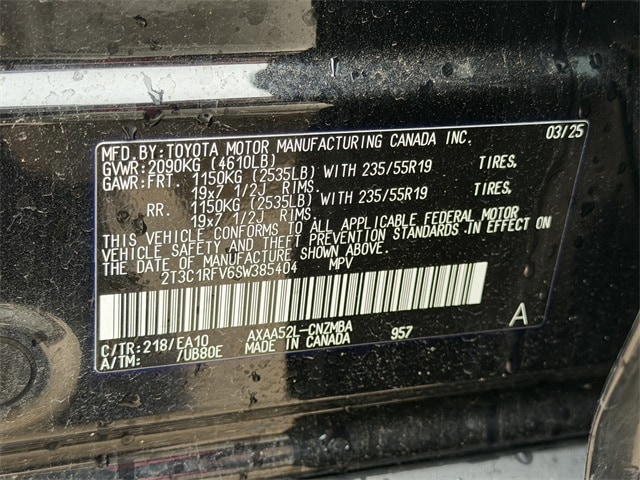 MFD.BY:TOYOTA MOTOR MANUFACTURING CANADA INC. 03/25
GVWR:2090KG (4610LB)
GAWR:FRT. 1150KG (2535LB) WITH 235/55R19 TIRES,
19x7 1/2J RIMS.
RR. 1150KG (2535LB) WITH 235/55R19 TIRES,
19x7 1/2J RIMS.
THIS VEHICLE CONFORMS TO ALL APPLICABLE FEDERAL MOTOR
VEHICLE SAFETY AND THEFT PREVENTION STANDARDS IN EFFECT ON
THE DATE OF MANUFACTURE SHOWN ABOVE.
2T3C1RFV6SW385404 MPV
C/TR:218/EA10 AXAA52L-CNZMBA 957 A
A/TM: /UB80E MADE IN CANADA